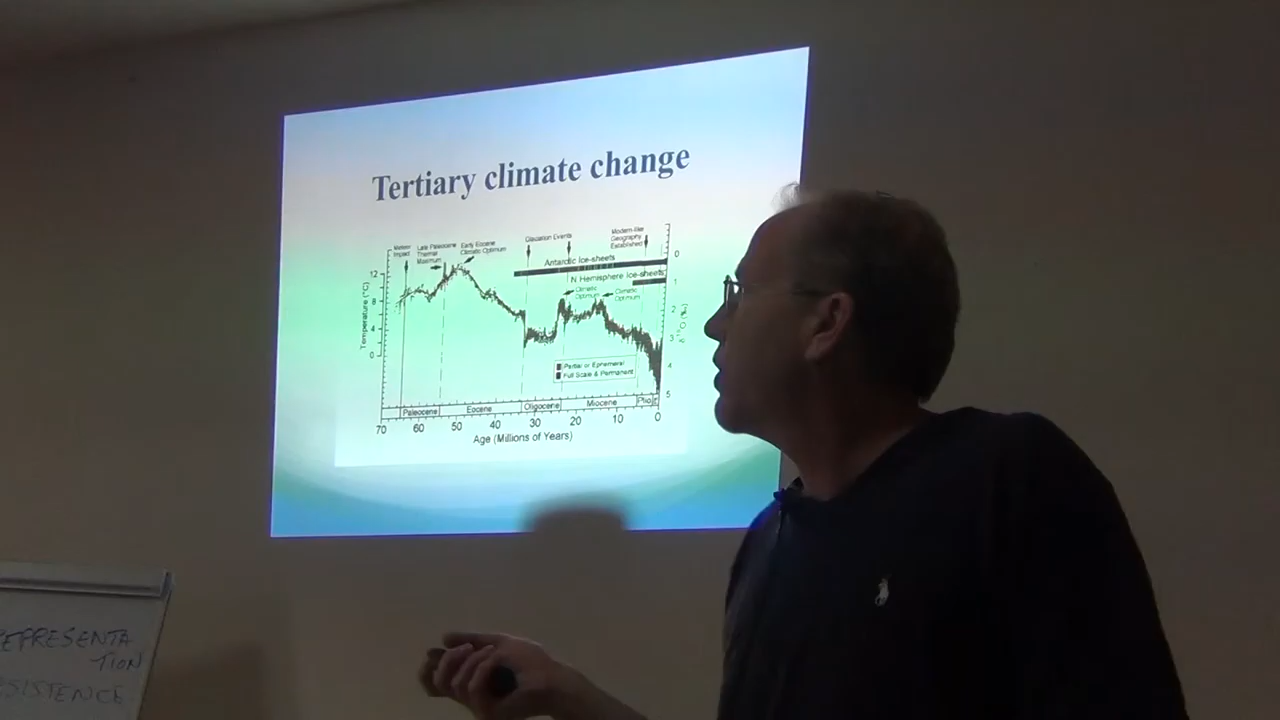 Tertiary climate change
Meteor
Impact
Late Paleocene
Thermal
Maximum
Early Eocene
Climatic Optimum
Glaciation Events
Modern-like
Geography
Established
Antarctic Ice-sheets
N Hemisphere Ice-sheets
Climatic
Optimum
Climatic
Optimum
12
8
4
0
Temperature (°C)
0
1
2
3
4
5
Partial or Ephemeral
Full Scale & Permanent
Paleocene
Eocene
Oligocene
Miocene
70 60 50 40 30 20 10 0
Age (Millions of Years)
EPRESENTA
TION
SISTENCE